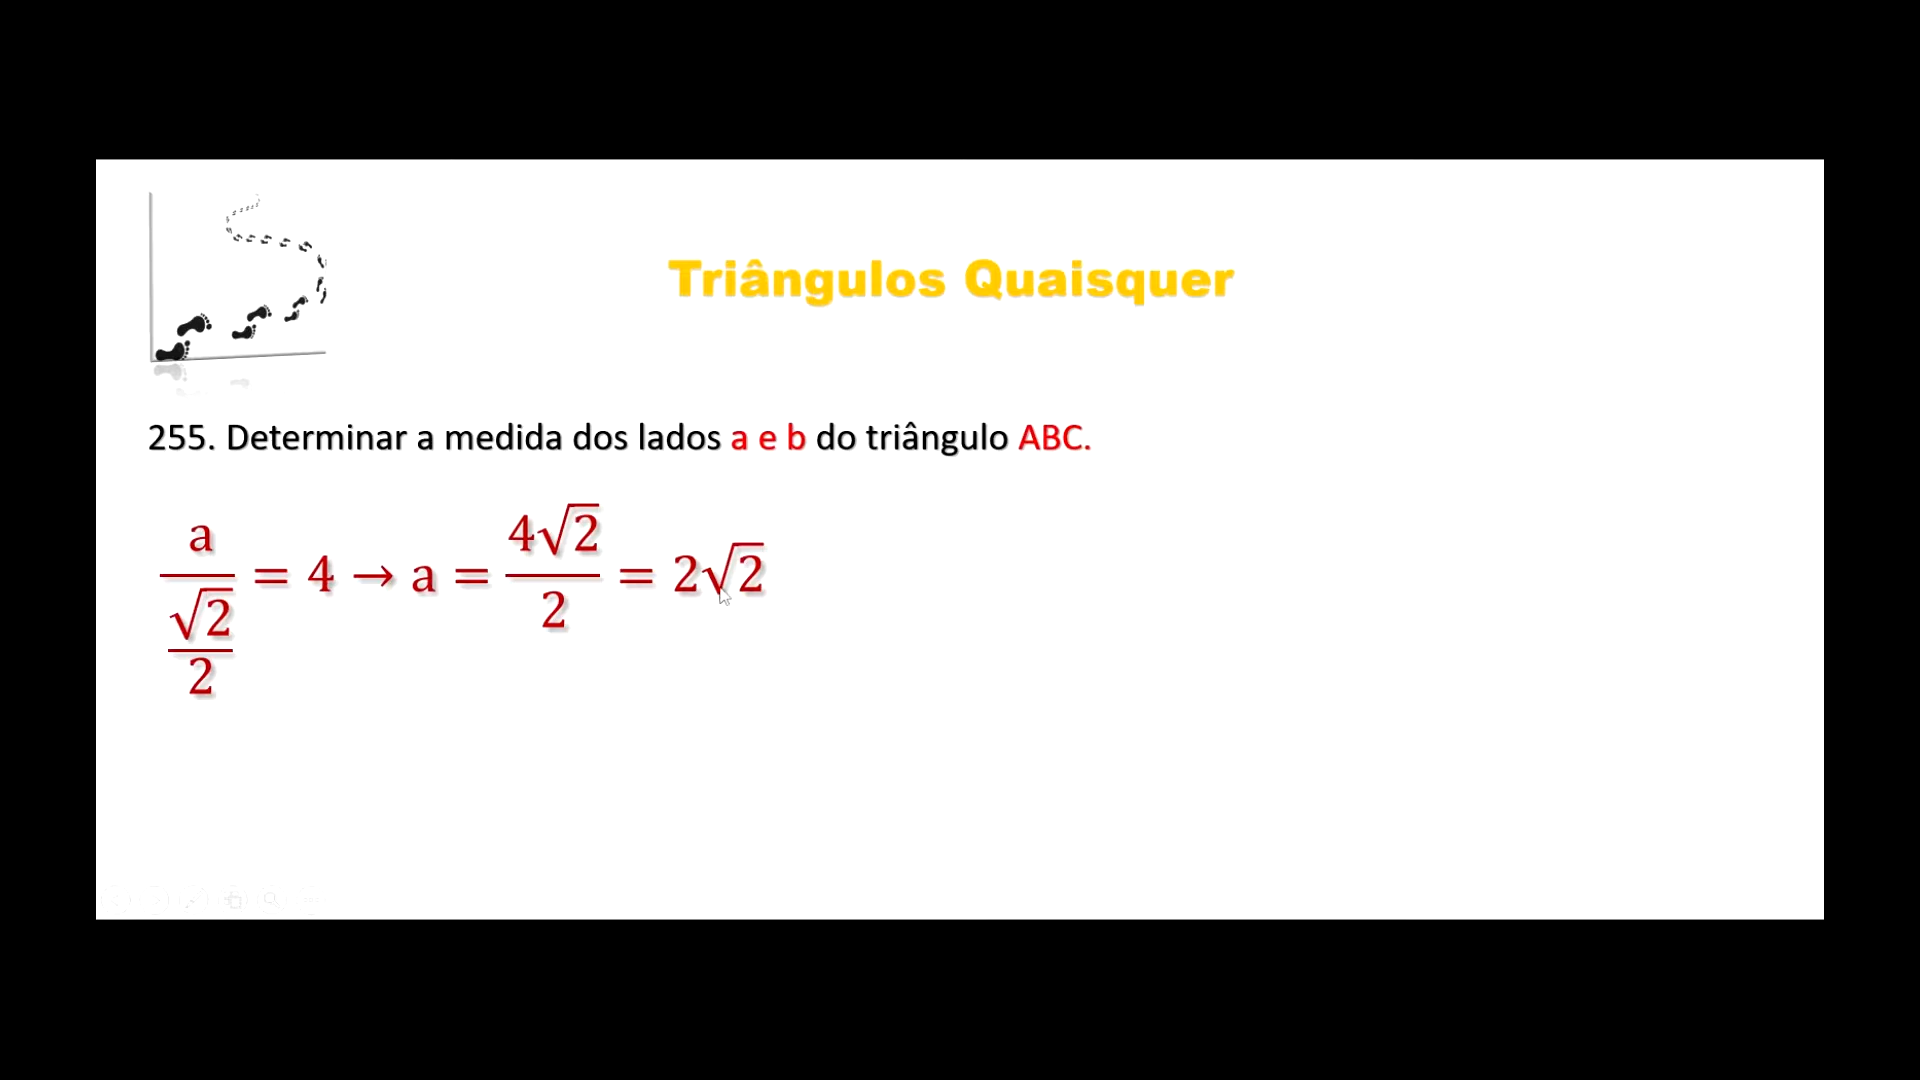 Triângulos Quaisquer
255. Determinar a medida dos lados a e b do triângulo ABC.
a/(√2/2) = 4 → a = 4√2/2 = 2√2